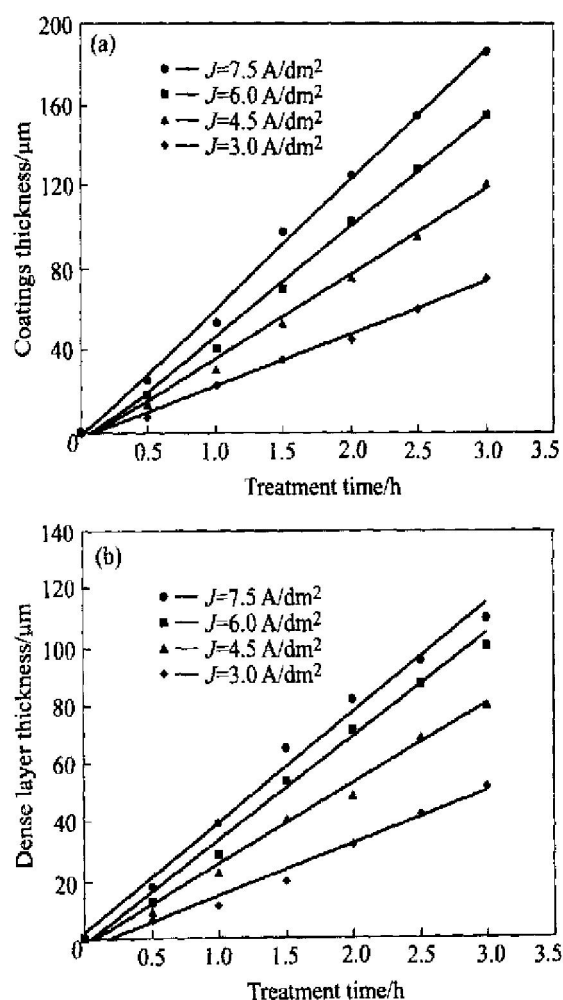 200
(a)
J=7.5 A/dm²
J=6.0 A/dm²
J=4.5 A/dm²
J=3.0 A/dm²
160
120
80
40
0
0
0.5 1.0 1.5 2.0 2.5 3.0 3.5
Coatings thickness/μm
Treatment time/h
140
(b)
J=7.5 A/dm²
J=6.0 A/dm²
J=4.5 A/dm²
J=3.0 A/dm²
120
100
80
60
40
20
0
0.5 1.0 1.5 2.0 2.5 3.0 3.5
Dense layer thickness/μm
Treatment time/h